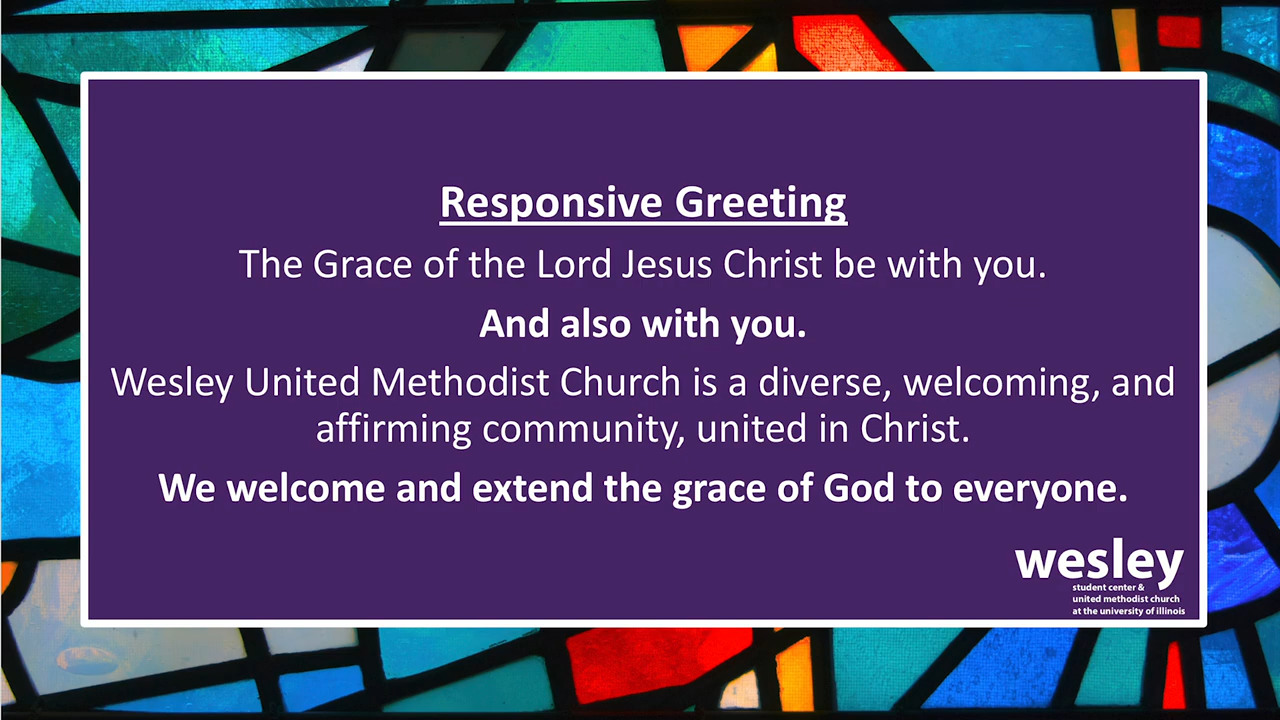 Responsive Greeting
The Grace of the Lord Jesus Christ be with you.
And also with you.
Wesley United Methodist Church is a diverse, welcoming, and
affirming community, united in Christ.
We welcome and extend the grace of God to everyone.
wesley
student center &
united methodist church
at the university of illinois